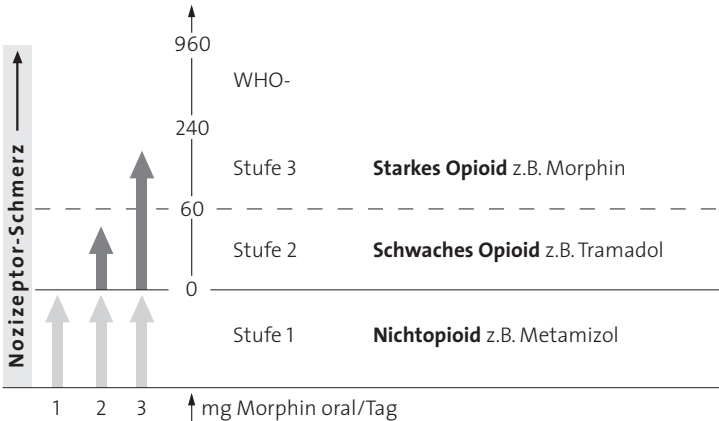 960
WHO-
240
Stufe 3 Starkes Opioid z.B. Morphin
60
Stufe 2 Schwaches Opioid z.B. Tramadol
0
Stufe 1 Nichtopioid z.B. Metamizol
Nozizeptor-Schmerz
1 2 3 mg Morphin oral/Tag